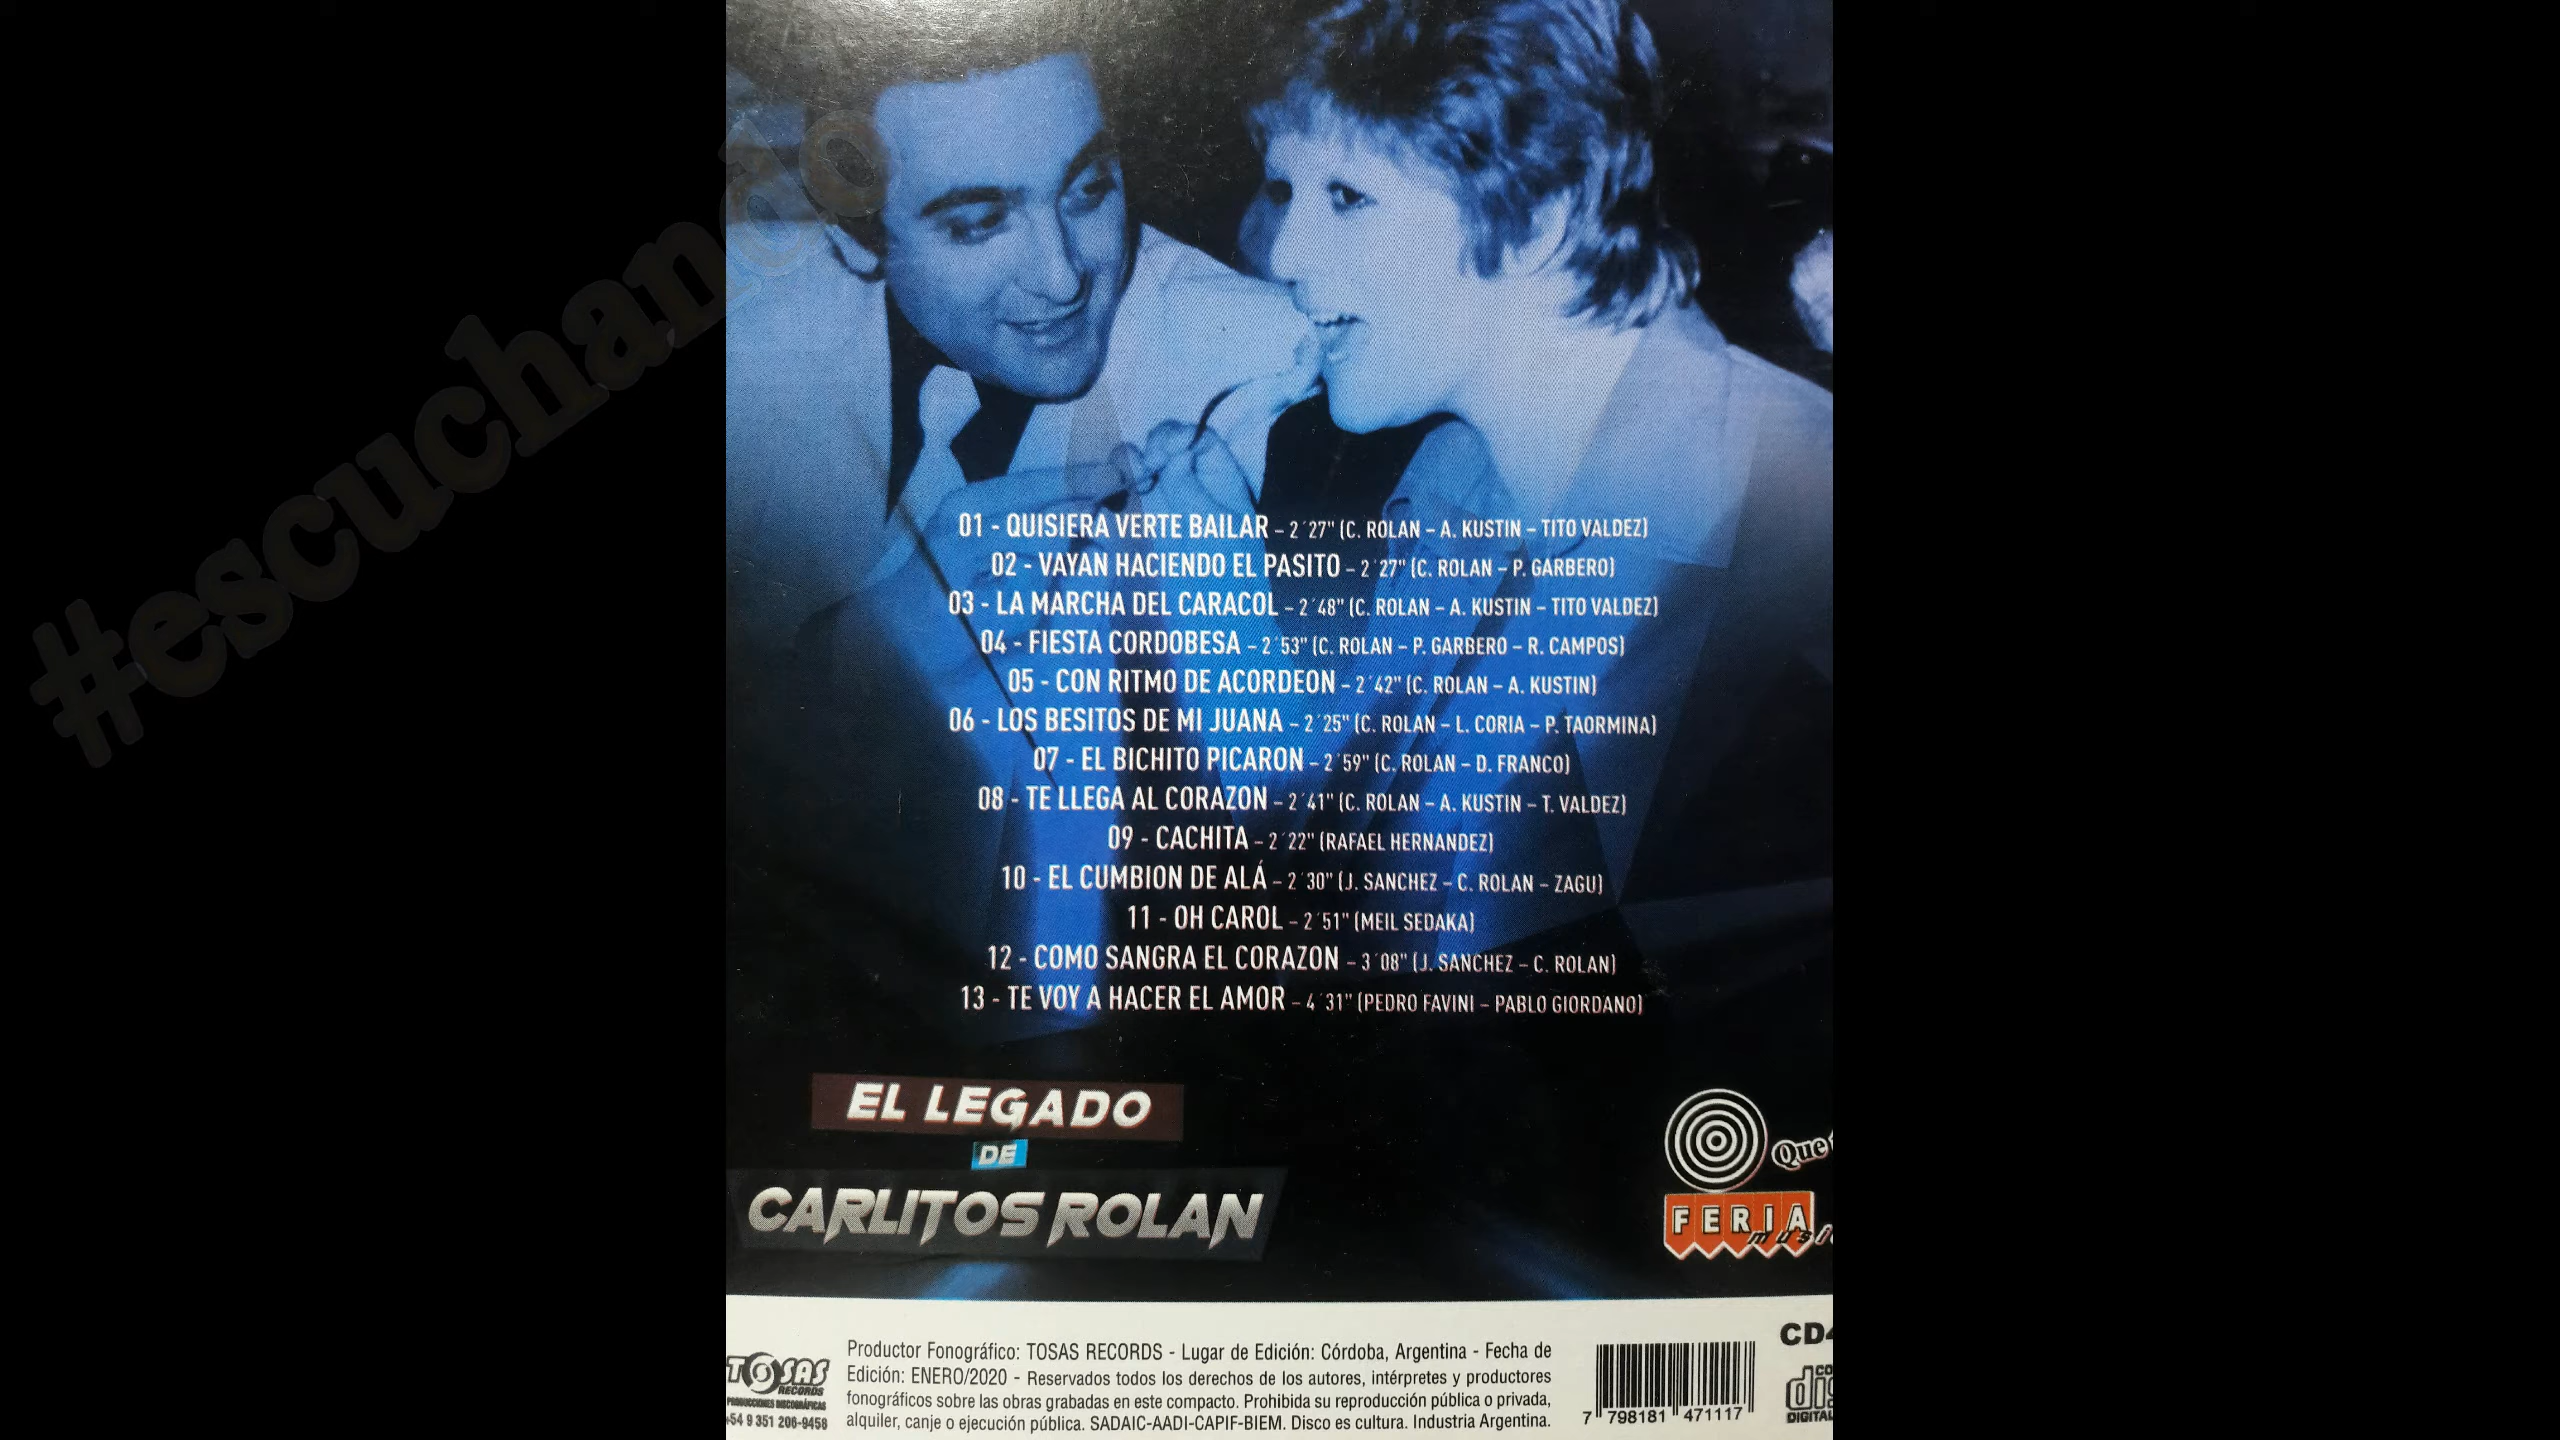 #escuchando
01 - QUISIERA VERTE BAILAR – 2´27" (C. ROLAN – A. KUSTIN – TITO VALDEZ)
02 - VAYAN HACIENDO EL PASITO – 2´27" (C. ROLAN – P. GARBERO)
03 - LA MARCHA DEL CARACOL – 2´48" (C. ROLAN – A. KUSTIN – TITO VALDEZ)
04 - FIESTA CORDOBESA – 2´53" (C. ROLAN – P. GARBERO – R. CAMPOS)
05 - CON RITMO DE ACORDEON – 2´42" (C. ROLAN – A. KUSTIN)
06 - LOS BESITOS DE MI JUANA – 2´25" (C. ROLAN – L. CORIA – P. TAORMINA)
07 - EL BICHITO PICARON – 2´59" (C. ROLAN – D. FRANCO)
08 - TE LLEGA AL CORAZON – 2´41" (C. ROLAN – A. KUSTIN – T. VALDEZ)
09 - CACHITA – 2´22" (RAFAEL HERNANDEZ)
10 - EL CUMBION DE ALÁ – 2´30" (J. SANCHEZ – C. ROLAN – ZAGU)
11 - OH CAROL – 2´51" (MEIL SEDAKA)
12 - COMO SANGRA EL CORAZON – 3´08" (J. SANCHEZ – C. ROLAN)
13 - TE VOY A HACER EL AMOR – 4´31" (PEDRO FAVINI – PABLO GIORDANO)
EL LEGADO
DE
CARLITOS ROLAN
Que
FERIA
TOSAS
RECORDS
PRODUCCIONES DISCOGRÁFICAS
+54 9 351 206-9458
Productor Fonográfico: TOSAS RECORDS - Lugar de Edición: Córdoba, Argentina - Fecha de
Edición: ENERO/2020 - Reservados todos los derechos de los autores, intérpretes y productores
fonográficos sobre las obras grabadas en este compacto. Prohibida su reproducción pública o privada,
alquiler, canje o ejecución pública. SADAIC-AADI-CAPIF-BIEM. Disco es cultura. Industria Argentina.
7 798181 471117
CD4
DIGITAL